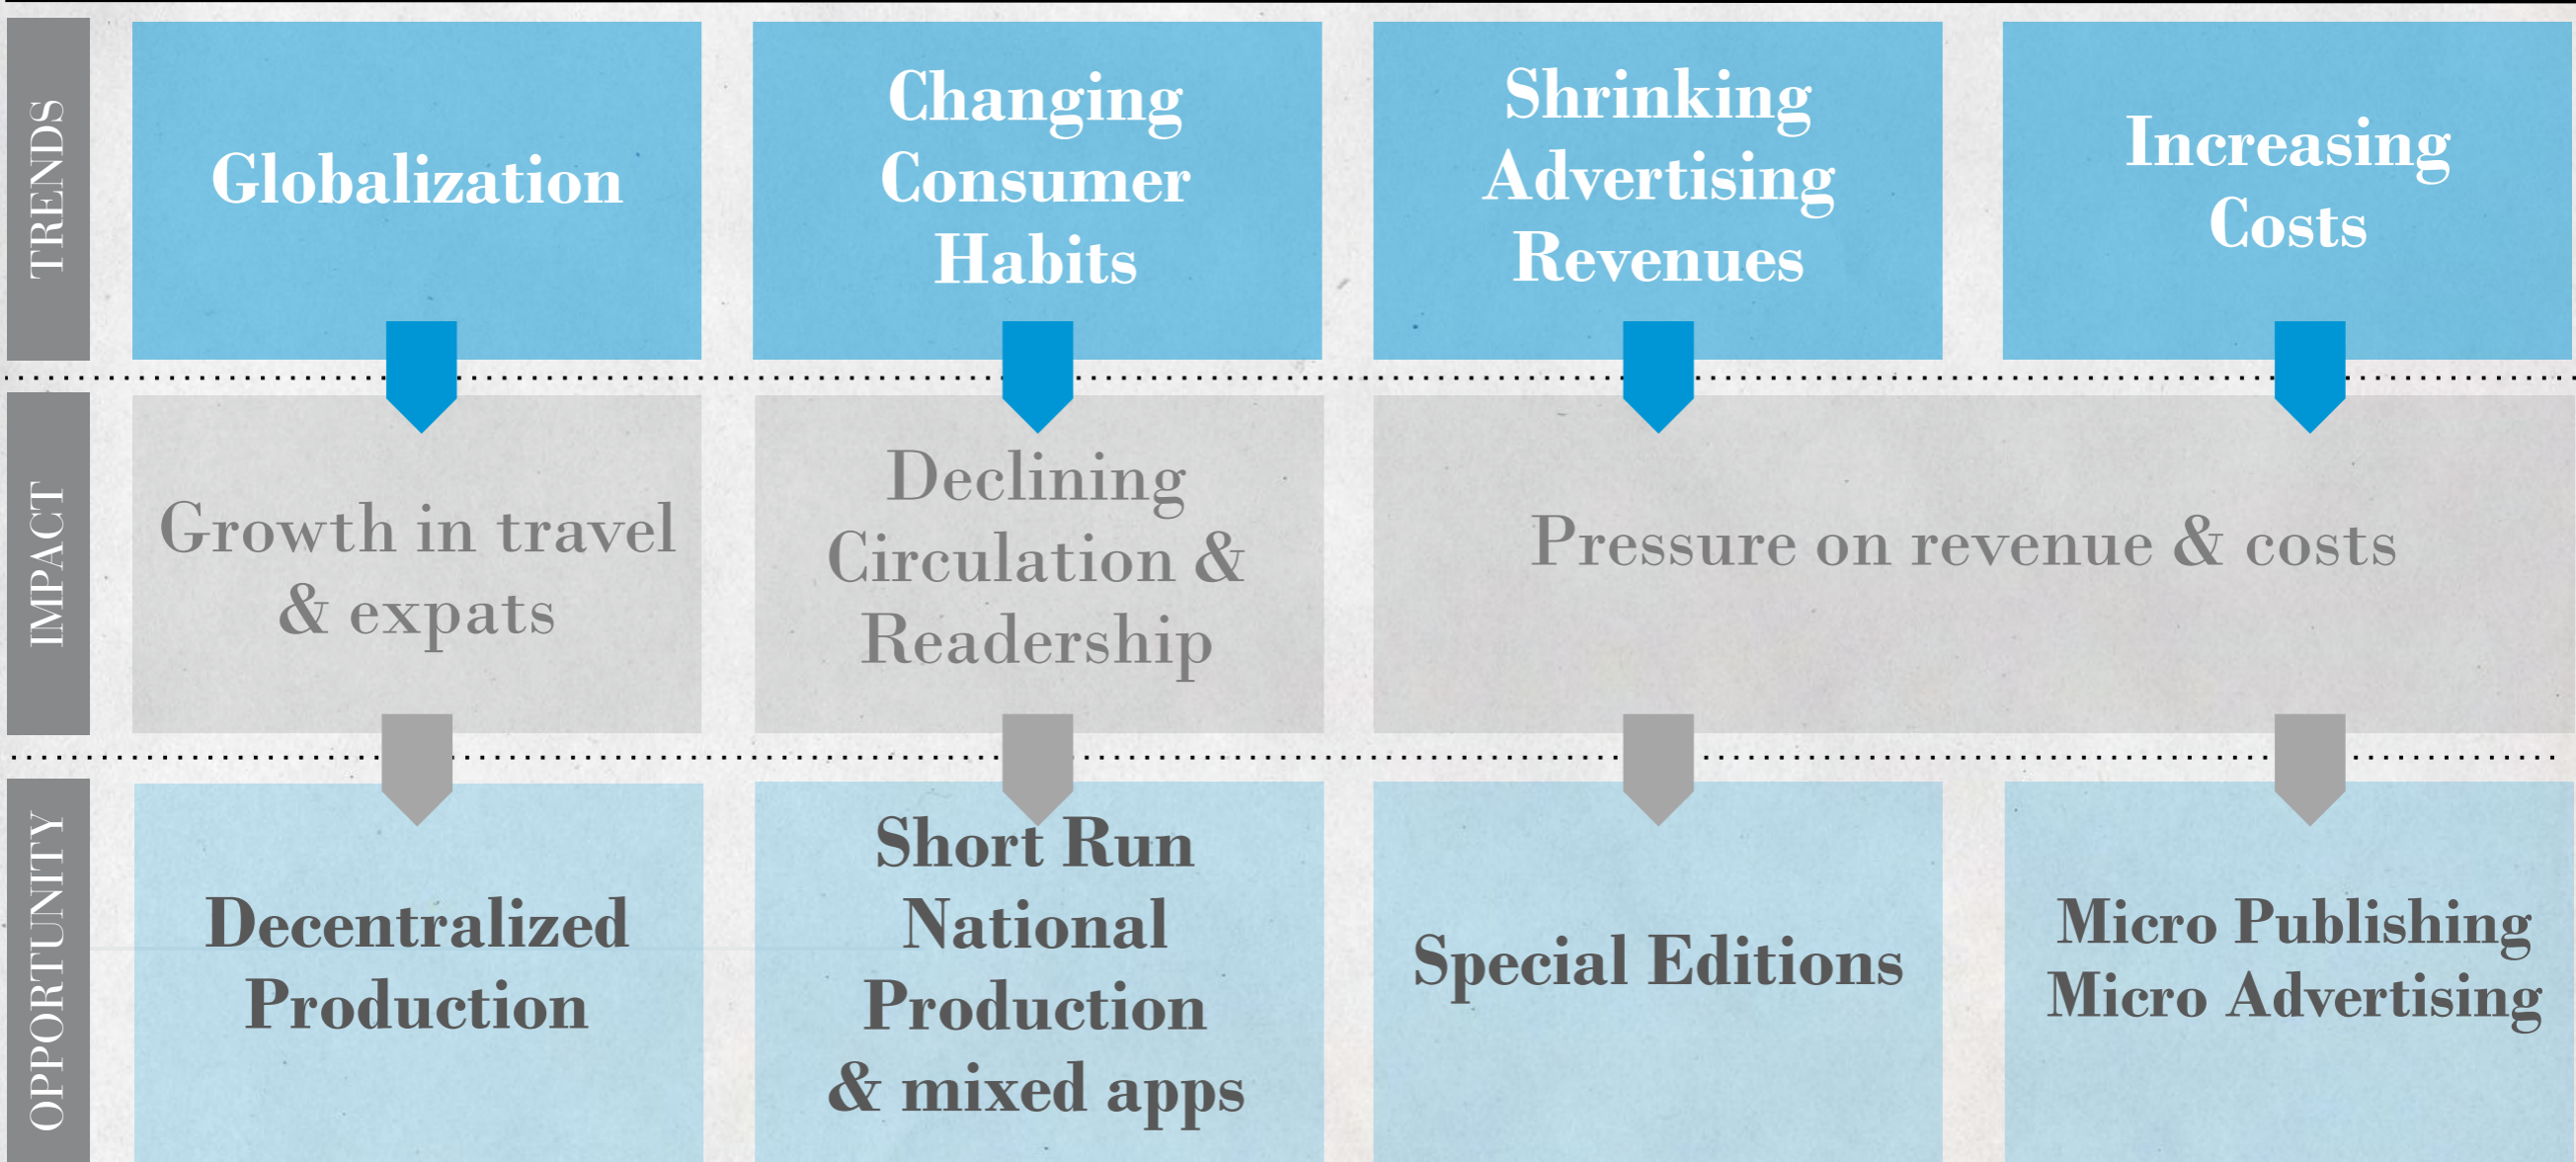 TRENDS
Globalization
Changing
Consumer
Habits
Shrinking
Advertising
Revenues
Increasing
Costs
IMPACT
Growth in travel
& expats
Declining
Circulation &
Readership
Pressure on revenue & costs
OPPORTUNITY
Decentralized
Production
Short Run
National
Production
& mixed apps
Special Editions
Micro Publishing
Micro Advertising